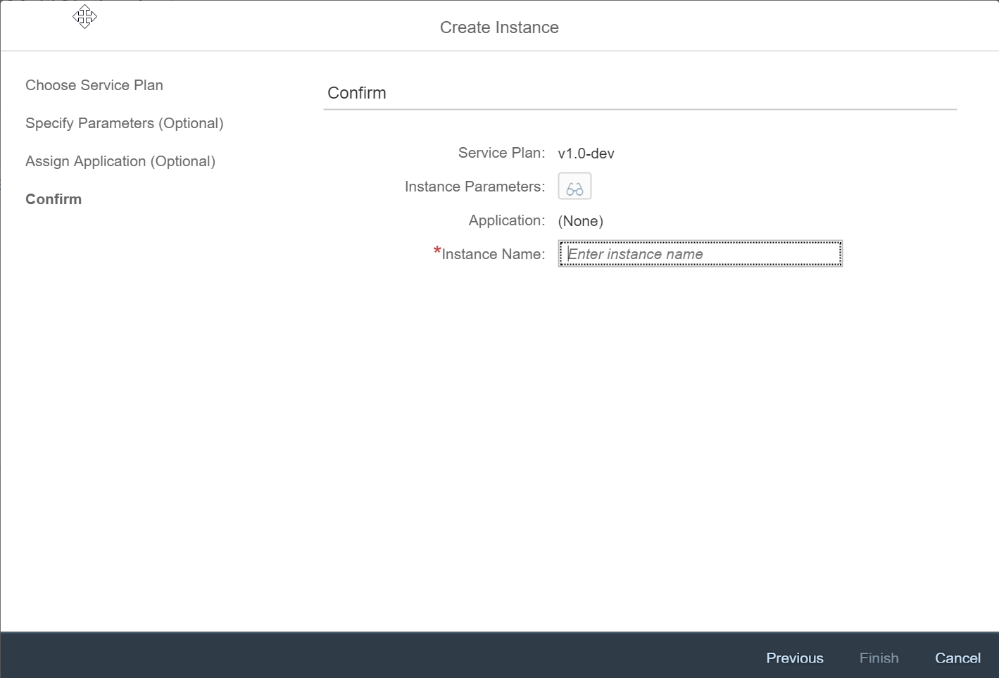 Create Instance
Choose Service Plan
Specify Parameters (Optional)
Assign Application (Optional)
Confirm
Confirm
Service Plan: v1.0-dev
Instance Parameters:
Application: (None)
*Instance Name: Enter instance name
Previous Finish Cancel